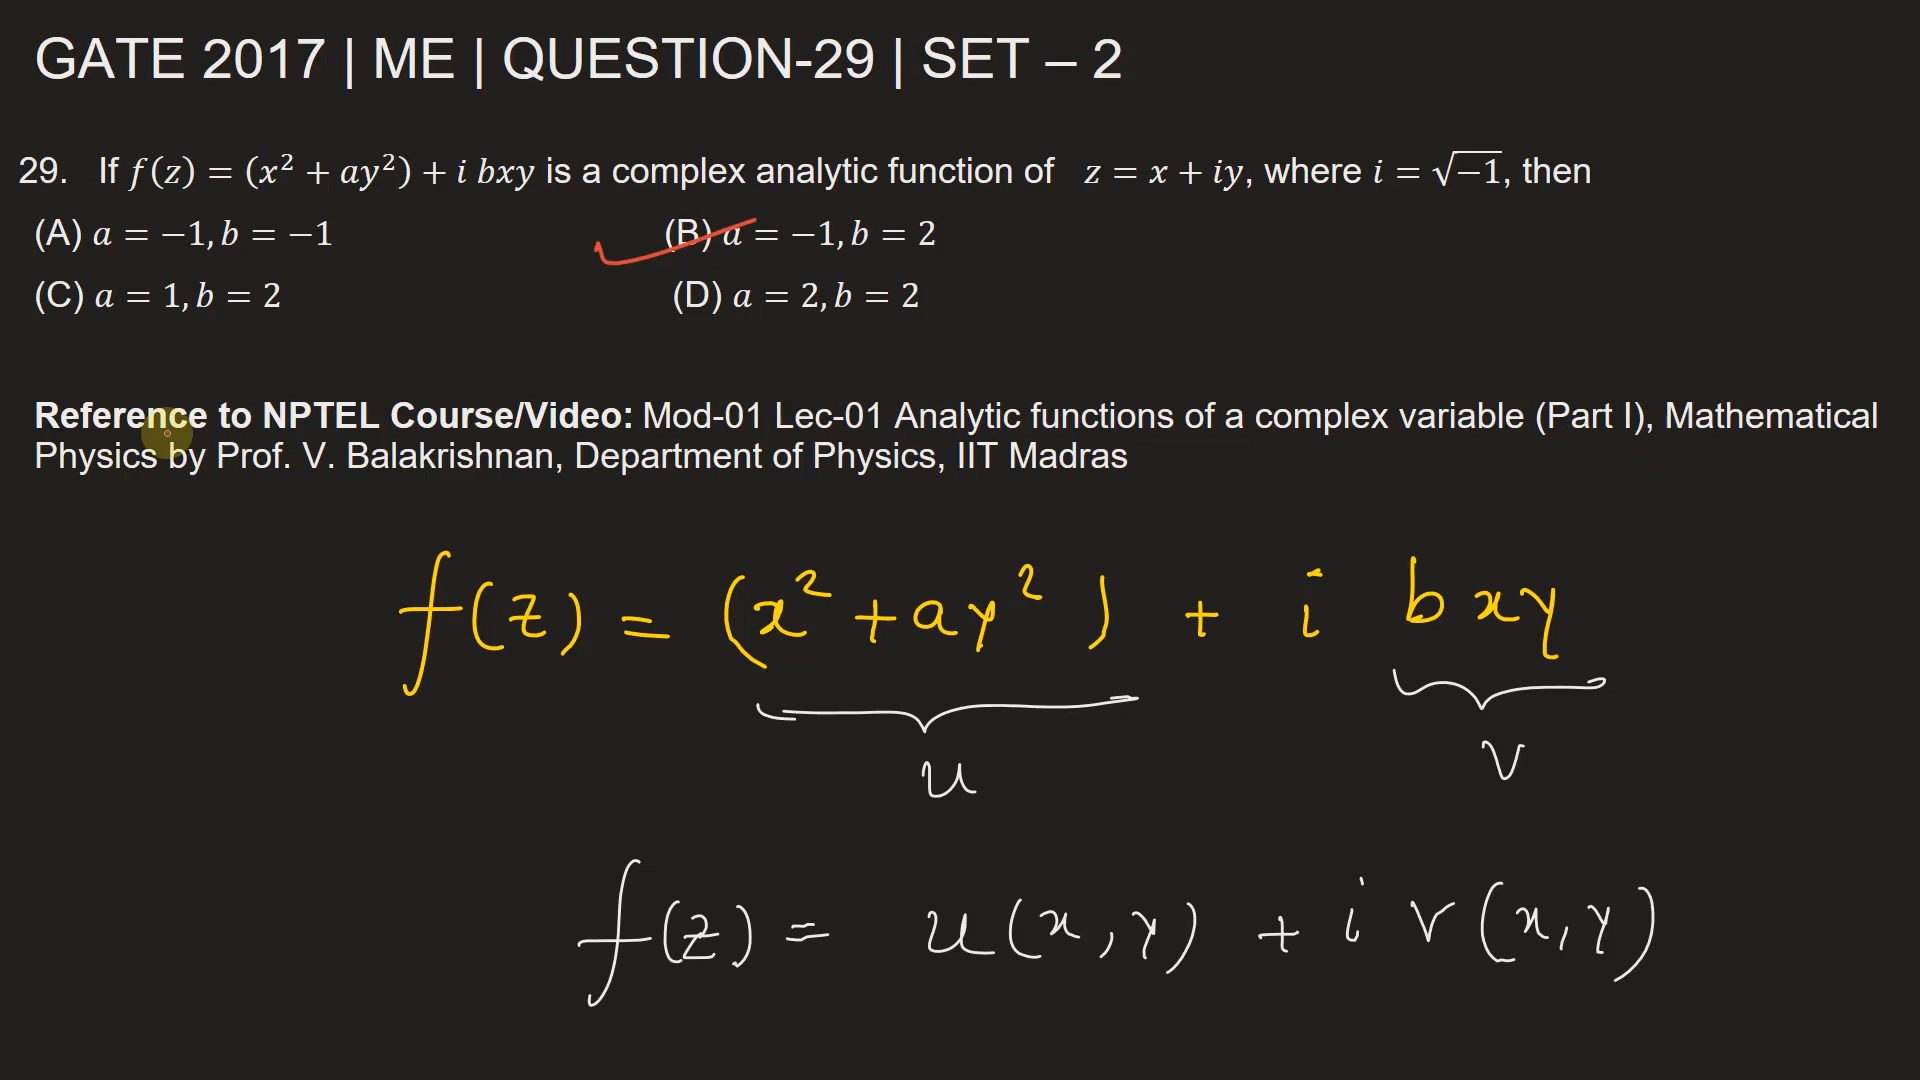 GATE 2017 | ME | QUESTION-29 | SET – 2
29. If f(z) = (x² + ay²) + i bxy is a complex analytic function of z = x + iy, where i = √−1, then
(A) a = −1, b = −1 (B) a = −1, b = 2
(C) a = 1, b = 2 (D) a = 2, b = 2
Reference to NPTEL Course/Video: Mod-01 Lec-01 Analytic functions of a complex variable (Part I), Mathematical
Physics by Prof. V. Balakrishnan, Department of Physics, IIT Madras
f(z) = (x² + ay²) + i bxy
u v
f(z) = u(x,y) + i v(x,y)